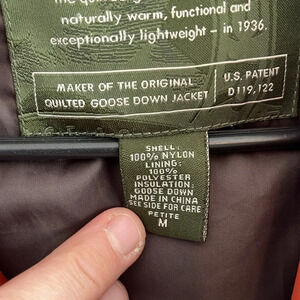 naturally warm, functional and
exceptionally lightweight – in 1936.
MAKER OF THE ORIGINAL
QUILTED GOOSE DOWN JACKET
U.S. PATENT
D119,122
SHELL:
100% NYLON
LINING:
100%
POLYESTER
INSULATION:
GOOSE DOWN
MADE IN CHINA
SEE SIDE FOR CARE
PETITE
M